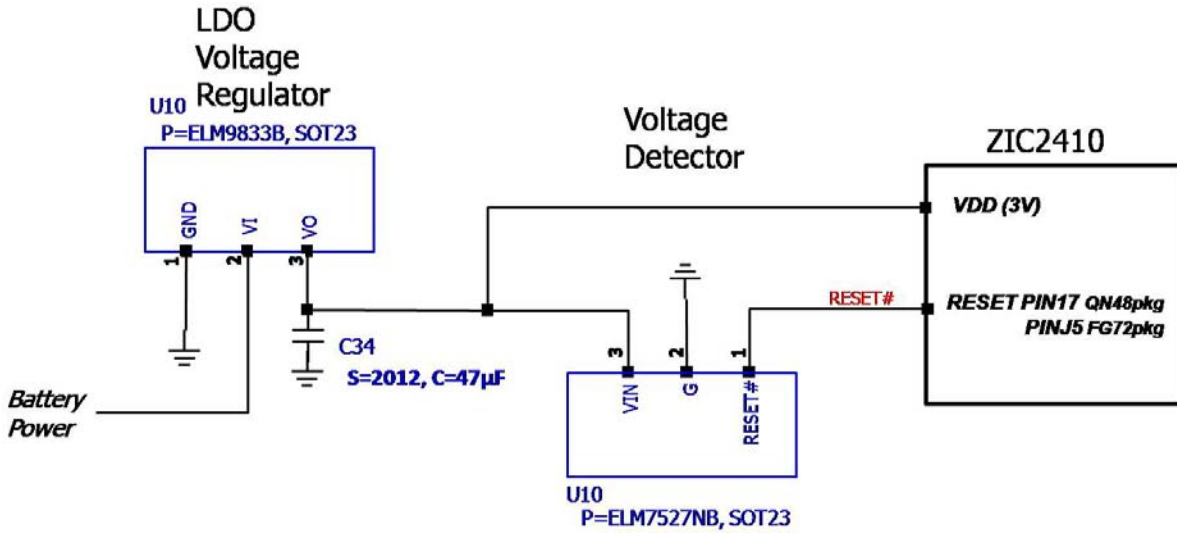 LDO
Voltage
Regulator
U10
P=ELM9833B, SOT23
GND
VI
VO
1
2
3
C34
S=2012, C=47µF
Battery
Power
Voltage
Detector
3
2
1
VIN
G
RESET#
U10
P=ELM7527NB, SOT23
RESET#
ZIC2410
VDD (3V)
RESET PIN17 QN48pkg
PINJ5 FG72pkg